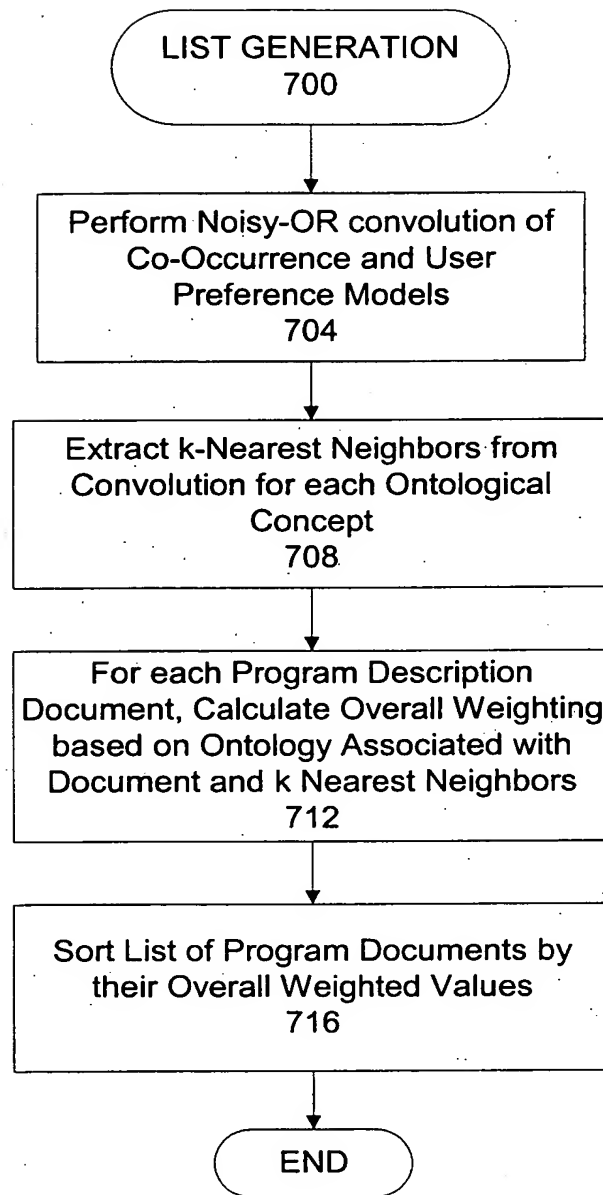 LIST GENERATION
700
Perform Noisy-OR convolution of
Co-Occurrence and User
Preference Models
704
Extract k-Nearest Neighbors from
Convolution for each Ontological
Concept
708
For each Program Description
Document, Calculate Overall Weighting
based on Ontology Associated with
Document and k Nearest Neighbors
712
Sort List of Program Documents by
their Overall Weighted Values
716
END